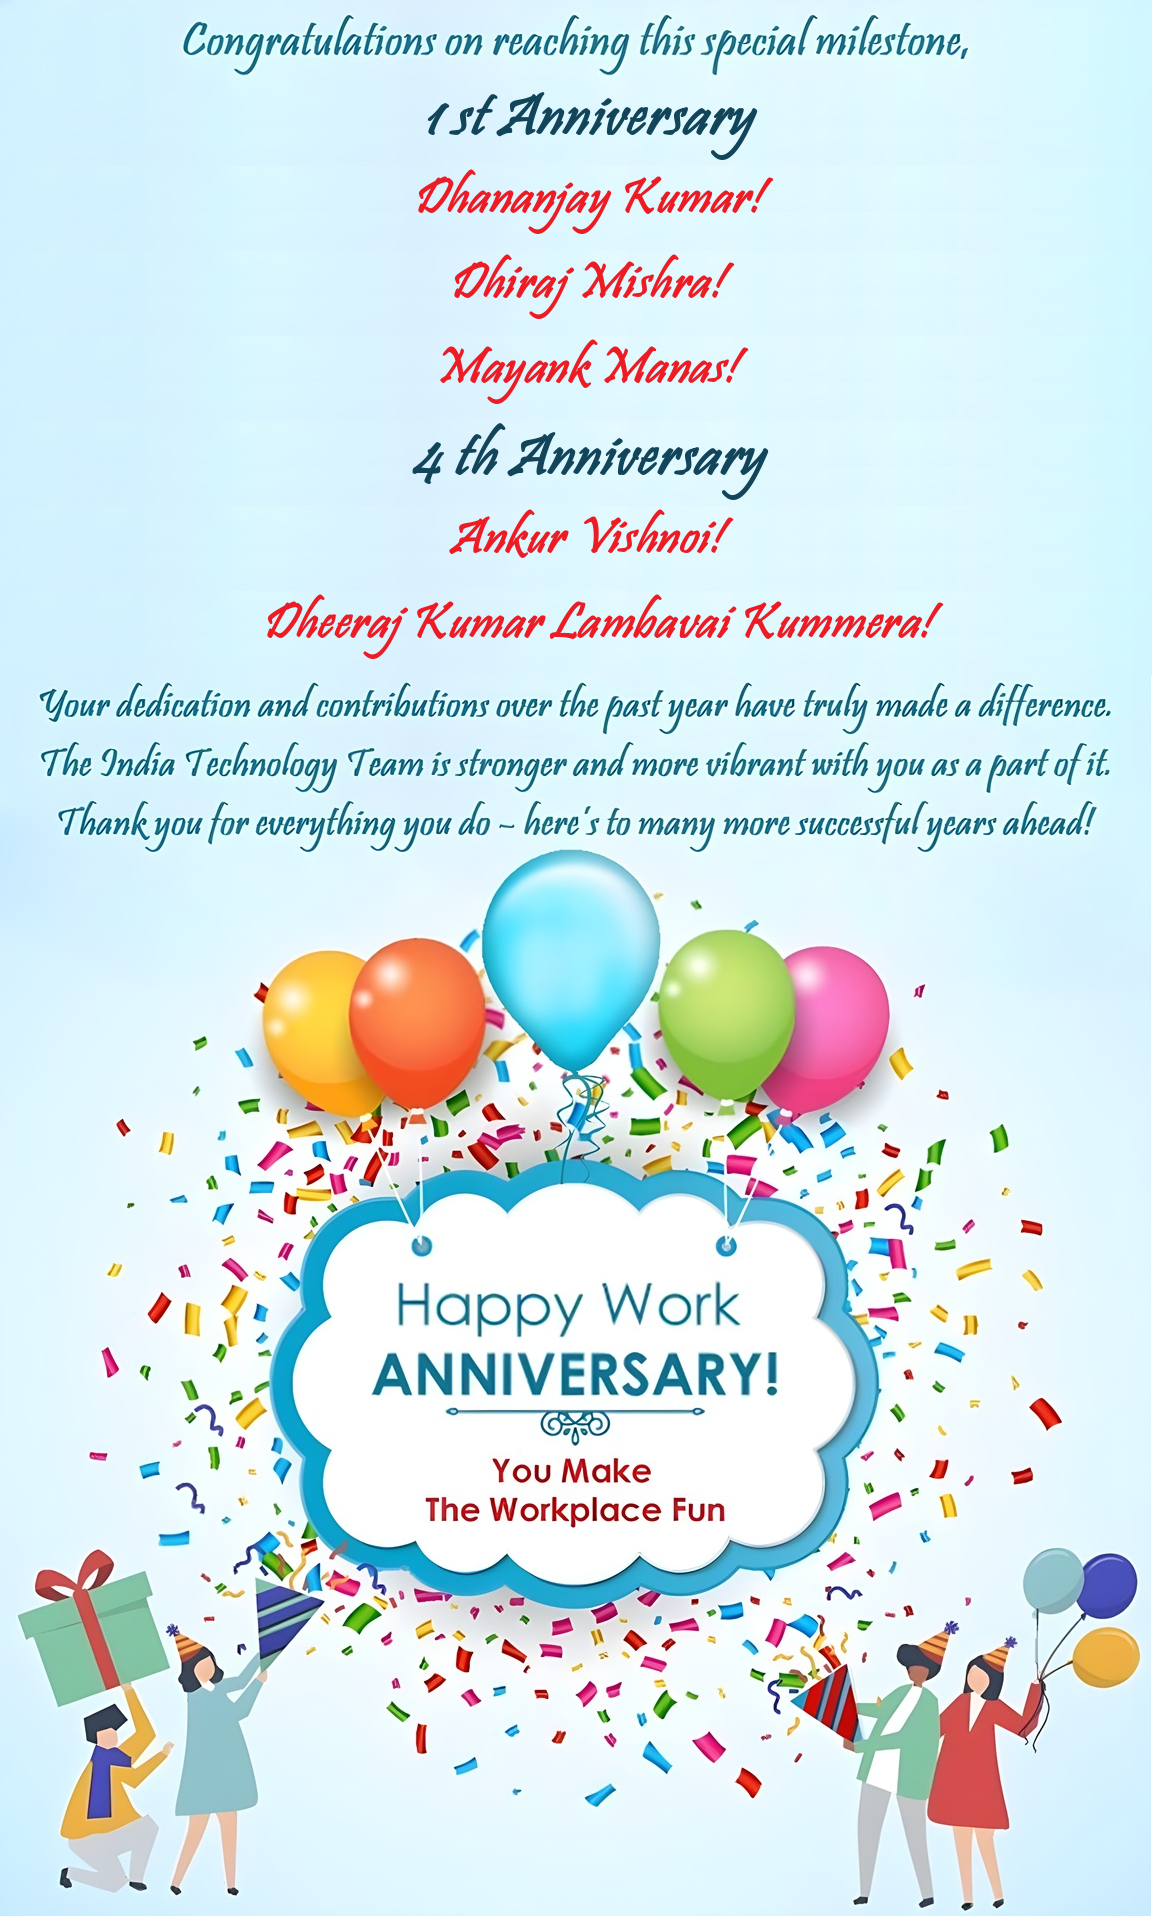 Congratulations on reaching this special milestone,
1st Anniversary
Dhananjay Kumar!
Dhiraj Mishra!
Mayank Manas!
4 th Anniversary
Ankur Vishnoi!
Dheeraj Kumar Lambavai Kummera!
Your dedication and contributions over the past year have truly made a difference.
The India Technology Team is stronger and more vibrant with you as a part of it.
Thank you for everything you do – here's to many more successful years ahead!
Happy Work
ANNIVERSARY!
You Make
The Workplace Fun